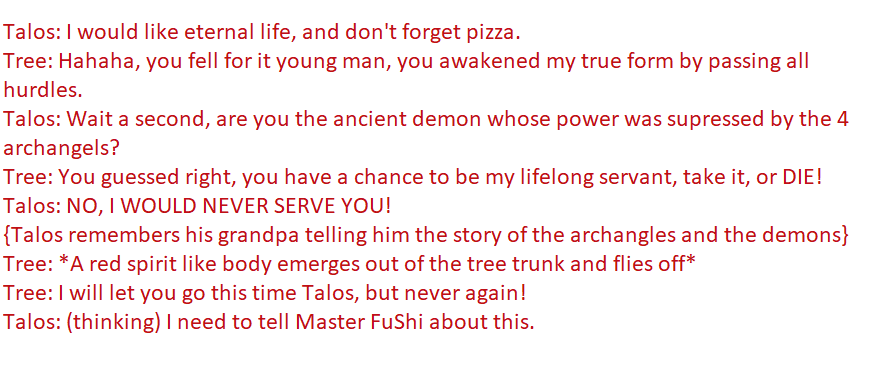 Talos: I would like eternal life, and don't forget pizza.
Tree: Hahaha, you fell for it young man, you awakened my true form by passing all
hurdles.
Talos: Wait a second, are you the ancient demon whose power was supressed by the 4
archangels?
Tree: You guessed right, you have a chance to be my lifelong servant, take it, or DIE!
Talos: NO, I WOULD NEVER SERVE YOU!
{Talos remembers his grandpa telling him the story of the archangles and the demons}
Tree: *A red spirit like body emerges out of the tree trunk and flies off*
Tree: I will let you go this time Talos, but never again!
Talos: (thinking) I need to tell Master FuShi about this.